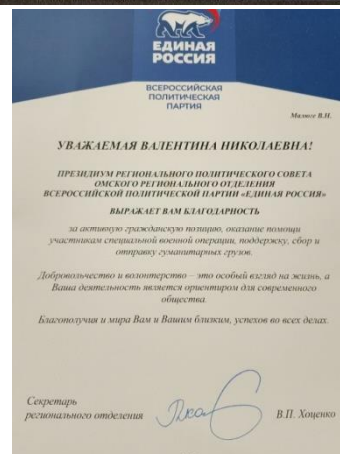 ЕДИНАЯ
РОССИЯ
ВСЕРОССИЙСКАЯ
ПОЛИТИЧЕСКАЯ
ПАРТИЯ
В.Н.
УВАЖАЕМАЯ ВАЛЕНТИНА НИКОЛАЕВНА!
ПРЕЗИДИУМ РЕГИОНАЛЬНОГО ПОЛИТИЧЕСКОГО СОВЕТА
ОМСКОГО РЕГИОНАЛЬНОГО ОТДЕЛЕНИЯ
ВСЕРОССИЙСКОЙ ПОЛИТИЧЕСКОЙ ПАРТИИ «ЕДИНАЯ РОССИЯ»
ВЫРАЖАЕТ ВАМ БЛАГОДАРНОСТЬ
за активную гражданскую позицию, оказание помощи
участникам специальной военной операции, поддержку, сбор и
отправку гуманитарных грузов.
Добровольчество и волонтерство – это особый взгляд на жизнь, а
Ваша деятельность является ориентиром для современного
общества.
Благополучия и мира Вам и Вашим близким, успехов во всех делах.
Секретарь
регионального отделения
В.П. Хоценко